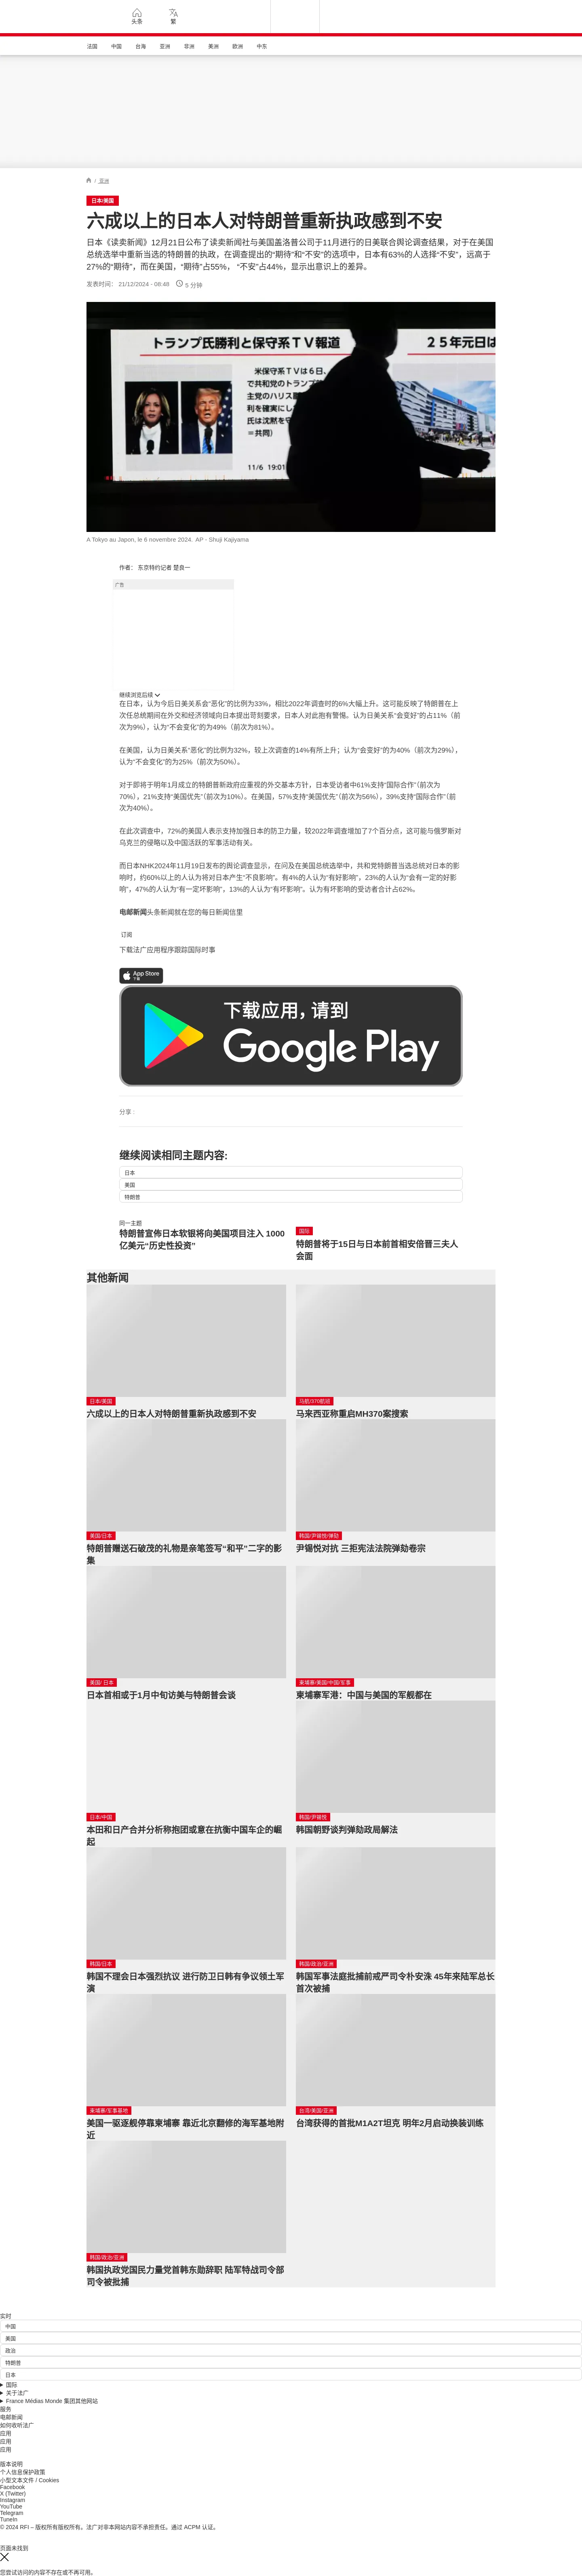 头条
繁
法国
中国
台海
亚洲
非洲
美洲
欧洲
中东
/ 亚洲
日本/美国
六成以上的日本人对特朗普重新执政感到不安
日本《读卖新闻》12月21日公布了读卖新闻社与美国盖洛普公司于11月进行的日美联合舆论调查结果，对于在美国
总统选举中重新当选的特朗普的执政，在调查提出的“期待”和“不安”的选项中，日本有63%的人选择“不安”，远高于
27%的“期待”，而在美国，“期待”占55%， “不安”占44%，显示出意识上的差异。
发表时间： 21/12/2024 - 08:48
5 分钟
トランプ氏勝利と保守系ＴＶ報道
２５年元日は
米保守系ＴＶは６日、
で共和党のトランプ
氏は沈黙を守
＝共同）
11/6 19:01
A Tokyo au Japon, le 6 novembre 2024. AP - Shuji Kajiyama
作者： 东京特约记者 楚良一
广告
继续浏览后续
在日本，认为今后日美关系会“恶化”的比例为33%，相比2022年调查时的6%大幅上升。这可能反映了特朗普在上
次任总统期间在外交和经济领域向日本提出苛刻要求，日本人对此抱有警惕。认为日美关系“会变好”的占11%（前
次为9%），认为“不会变化”的为49%（前次为81%）。
在美国，认为日美关系“恶化”的比例为32%，较上次调查的14%有所上升；认为“会变好”的为40%（前次为29%），
认为“不会变化”的为25%（前次为50%）。
对于即将于明年1月成立的特朗普新政府应重视的外交基本方针，日本受访者中61%支持“国际合作”（前次为
70%），21%支持“美国优先”（前次为10%）。在美国，57%支持“美国优先”（前次为56%），39%支持“国际合作”（前
次为40%）。
在此次调查中，72%的美国人表示支持加强日本的防卫力量，较2022年调查增加了7个百分点，这可能与俄罗斯对
乌克兰的侵略以及中国活跃的军事活动有关。
而日本NHK2024年11月19日发布的舆论调查显示，在问及在美国总统选举中，共和党特朗普当选总统对日本的影
响时，约60%以上的人认为将对日本产生“不良影响”。有4%的人认为“有好影响”，23%的人认为“会有一定的好影
响”，47%的人认为“有一定坏影响”，13%的人认为“有坏影响”。认为有坏影响的受访者合计占62%。
电邮新闻头条新闻就在您的每日新闻信里
订阅
下载法广应用程序跟踪国际时事
App Store
下载
下载应用，请到
Google Play
分享 :
继续阅读相同主题内容:
日本
美国
特朗普
同一主题
特朗普宣佈日本软银将向美国项目注入 1000
亿美元“历史性投资”
国际
特朗普将于15日与日本前首相安倍晋三夫人
会面
其他新闻
日本/美国
六成以上的日本人对特朗普重新执政感到不安
马航/370航班
马来西亚称重启MH370案搜索
美国/日本
特朗普赠送石破茂的礼物是亲笔签写“和平”二字的影
集
韩国/尹锡悦/弹劾
尹锡悦对抗 三拒宪法法院弹劾卷宗
美国/ 日本
日本首相或于1月中旬访美与特朗普会谈
柬埔寨/美国/中国/军事
柬埔寨军港：中国与美国的军舰都在
日本/中国
本田和日产合并分析称抱团或意在抗衡中国车企的崛
起
韩国/尹锡悦
韩国朝野谈判弹劾政局解法
韩国/日本
韩国不理会日本强烈抗议 进行防卫日韩有争议领土军
演
韩国/政治/亚洲
韩国军事法庭批捕前戒严司令朴安洙 45年来陆军总长
首次被捕
柬埔寨/军事基地
美国一驱逐舰停靠柬埔寨 靠近北京翻修的海军基地附
近
台湾/美国/亚洲
台湾获得的首批M1A2T坦克 明年2月启动换装训练
韩国/政治/亚洲
韩国执政党国民力量党首韩东勋辞职 陆军特战司令部
司令被批捕
实时
中国
美国
政治
特朗普
日本
国际
关于法广
France Médias Monde 集团其他网站
服务
电邮新闻
如何收听法广
应用
应用
应用
版本说明
个人信息保护政策
小型文本文件 / Cookies
Facebook
X (Twitter)
Instagram
YouTube
Telegram
TuneIn
© 2024 RFI – 版权所有版权所有。法广对非本网站内容不承担责任。通过 ACPM 认证。
页面未找到
您尝试访问的内容不存在或不再可用。